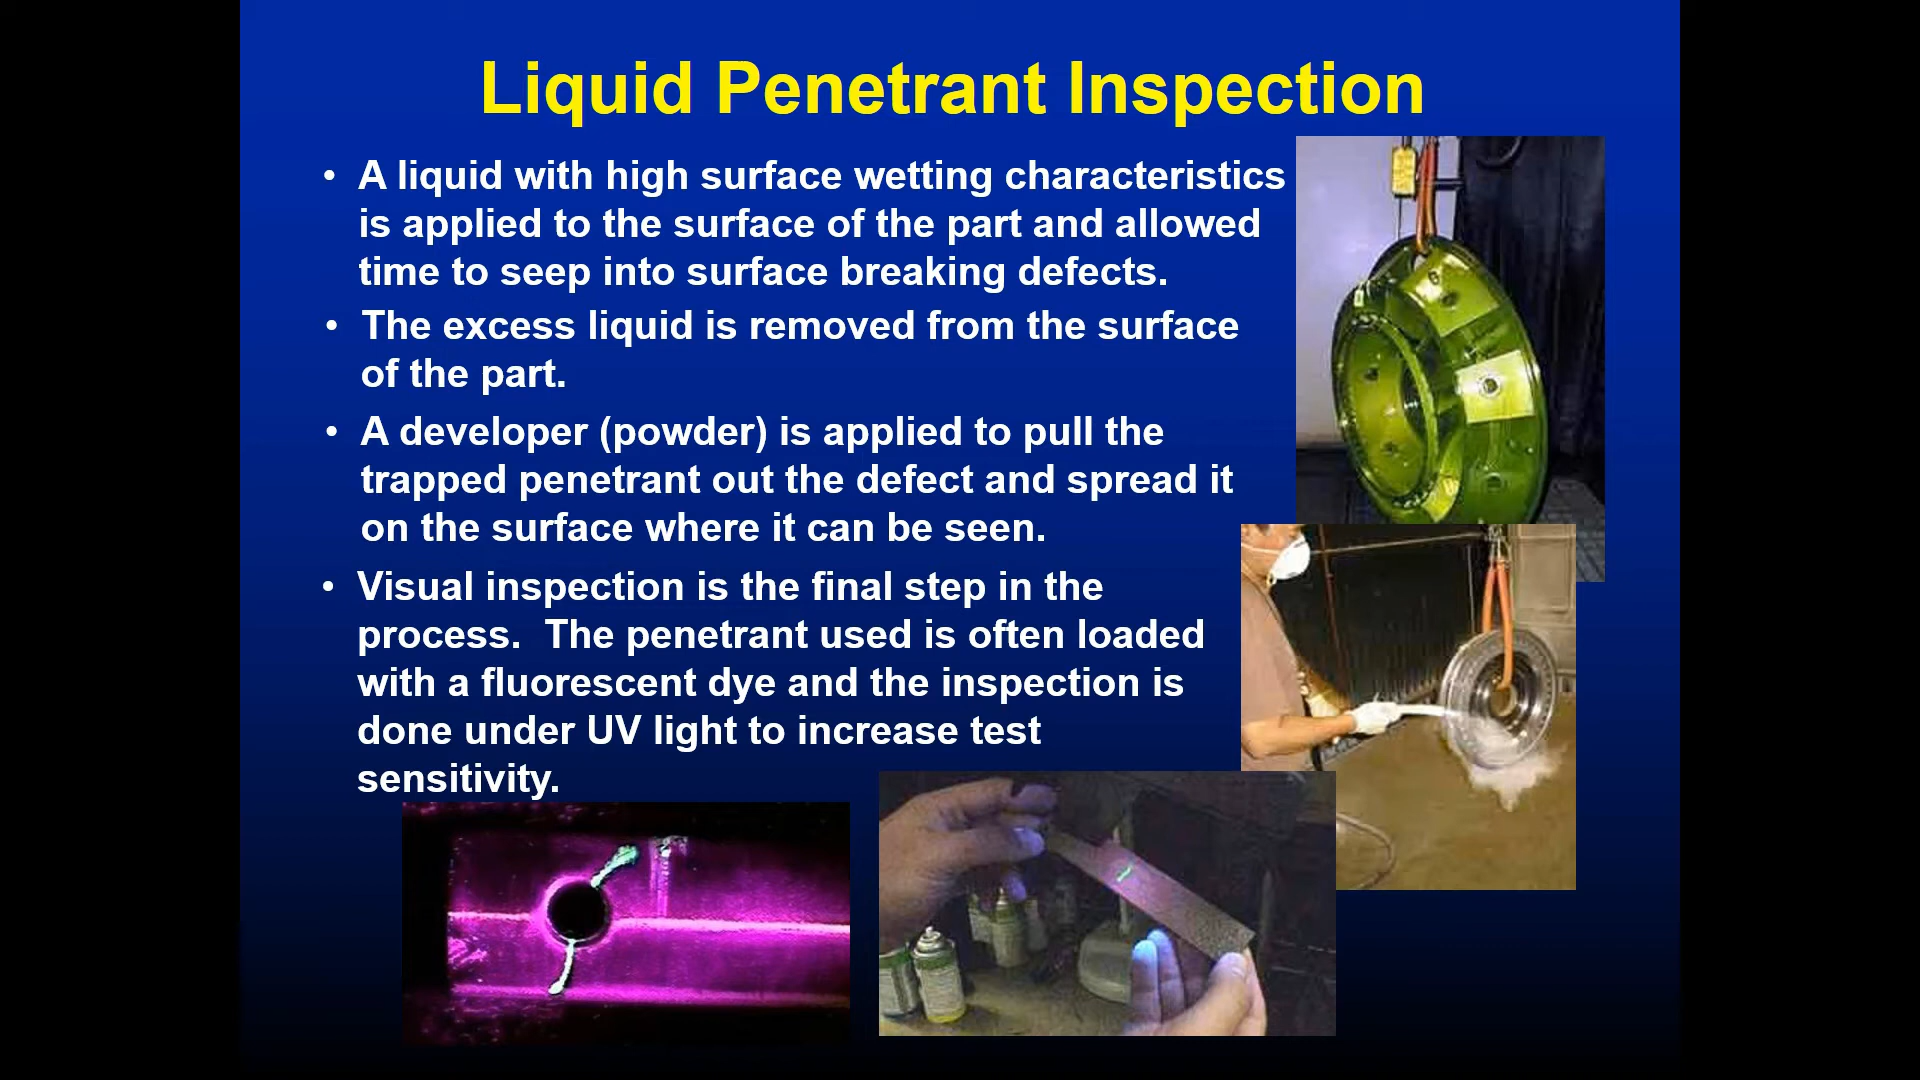 Liquid Penetrant Inspection
• A liquid with high surface wetting characteristics
is applied to the surface of the part and allowed
time to seep into surface breaking defects.
• The excess liquid is removed from the surface
of the part.
• A developer (powder) is applied to pull the
trapped penetrant out the defect and spread it
on the surface where it can be seen.
• Visual inspection is the final step in the
process.  The penetrant used is often loaded
with a fluorescent dye and the inspection is
done under UV light to increase test
sensitivity.